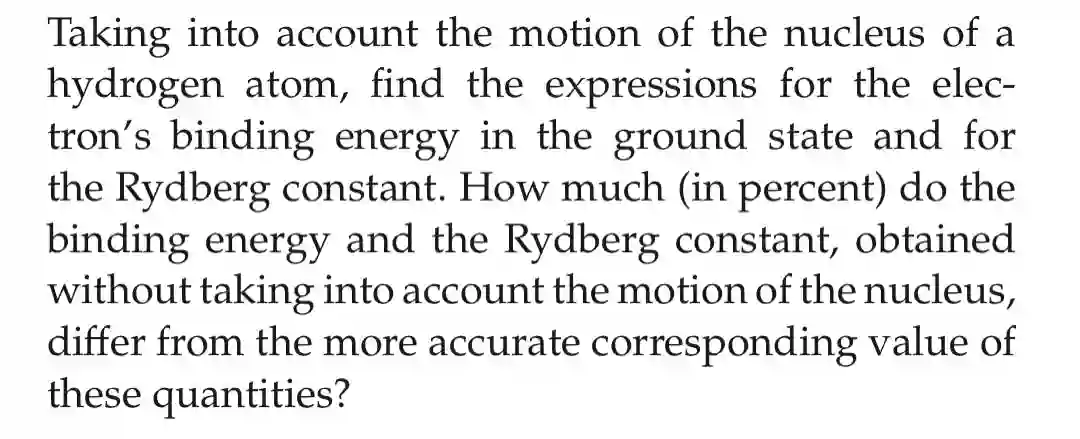 Taking into account the motion of the nucleus of a
hydrogen atom, find the expressions for the elec-
tron's binding energy in the ground state and for
the Rydberg constant. How much (in percent) do the
binding energy and the Rydberg constant, obtained
without taking into account the motion of the nucleus,
differ from the more accurate corresponding value of
these quantities?